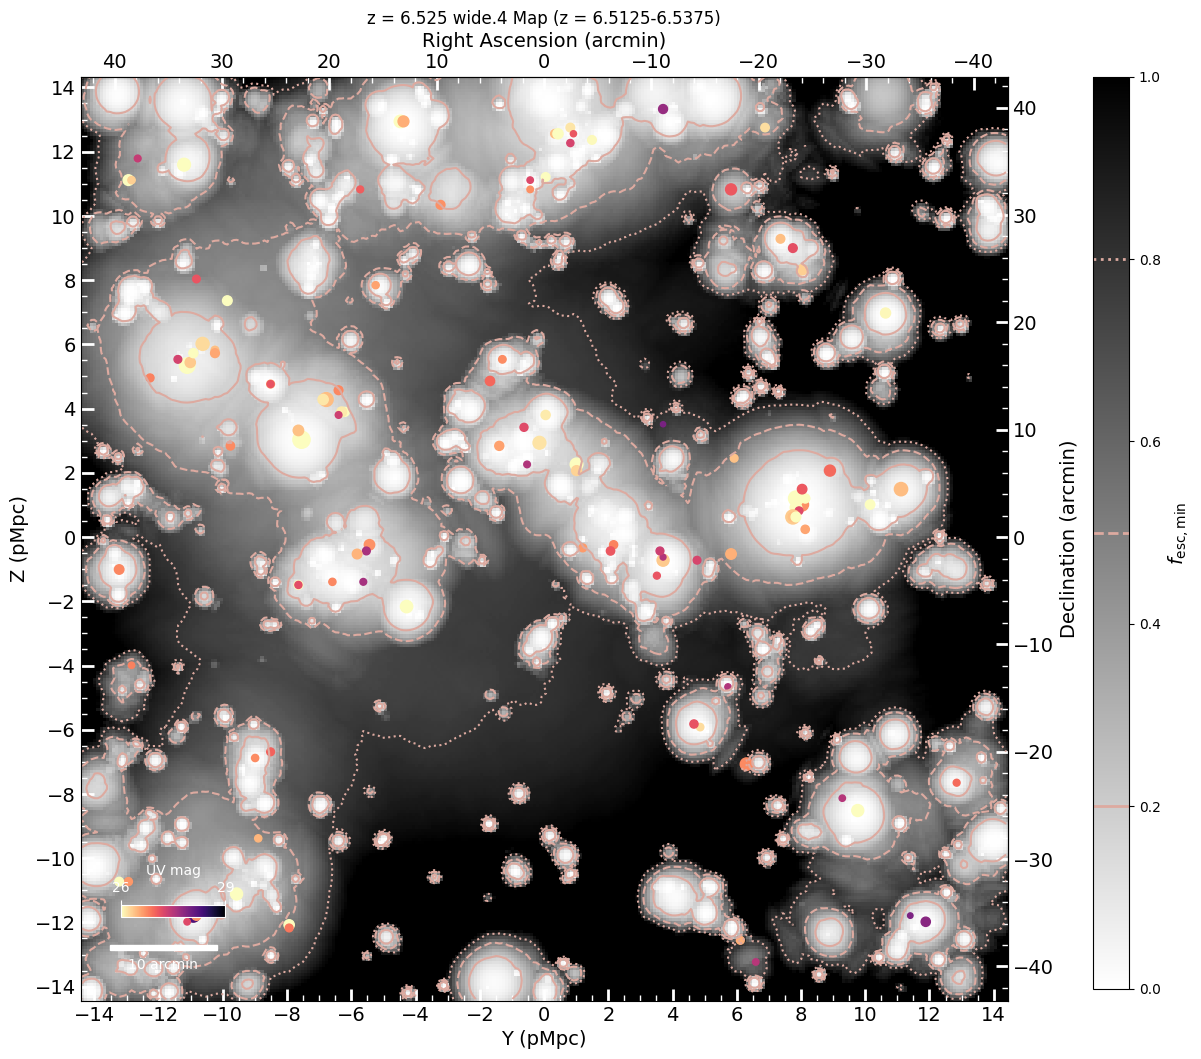 z = 6.525 wide.4 Map (z = 6.5125-6.5375)
Right Ascension (arcmin)
40 30 20 10 0 −10 −20 −30 −40
14 12 10 8 6 4 2 0 −2 −4 −6 −8 −10 −12 −14
Z (pMpc)
UV mag
26 29
10 arcmin
−14 −12 −10 −8 −6 −4 −2 0 2 4 6 8 10 12 14
Y (pMpc)
40 30 20 10 0 −10 −20 −30 −40
Declination (arcmin)
1.0 0.8 0.6 0.4 0.2 0.0
fesc,min